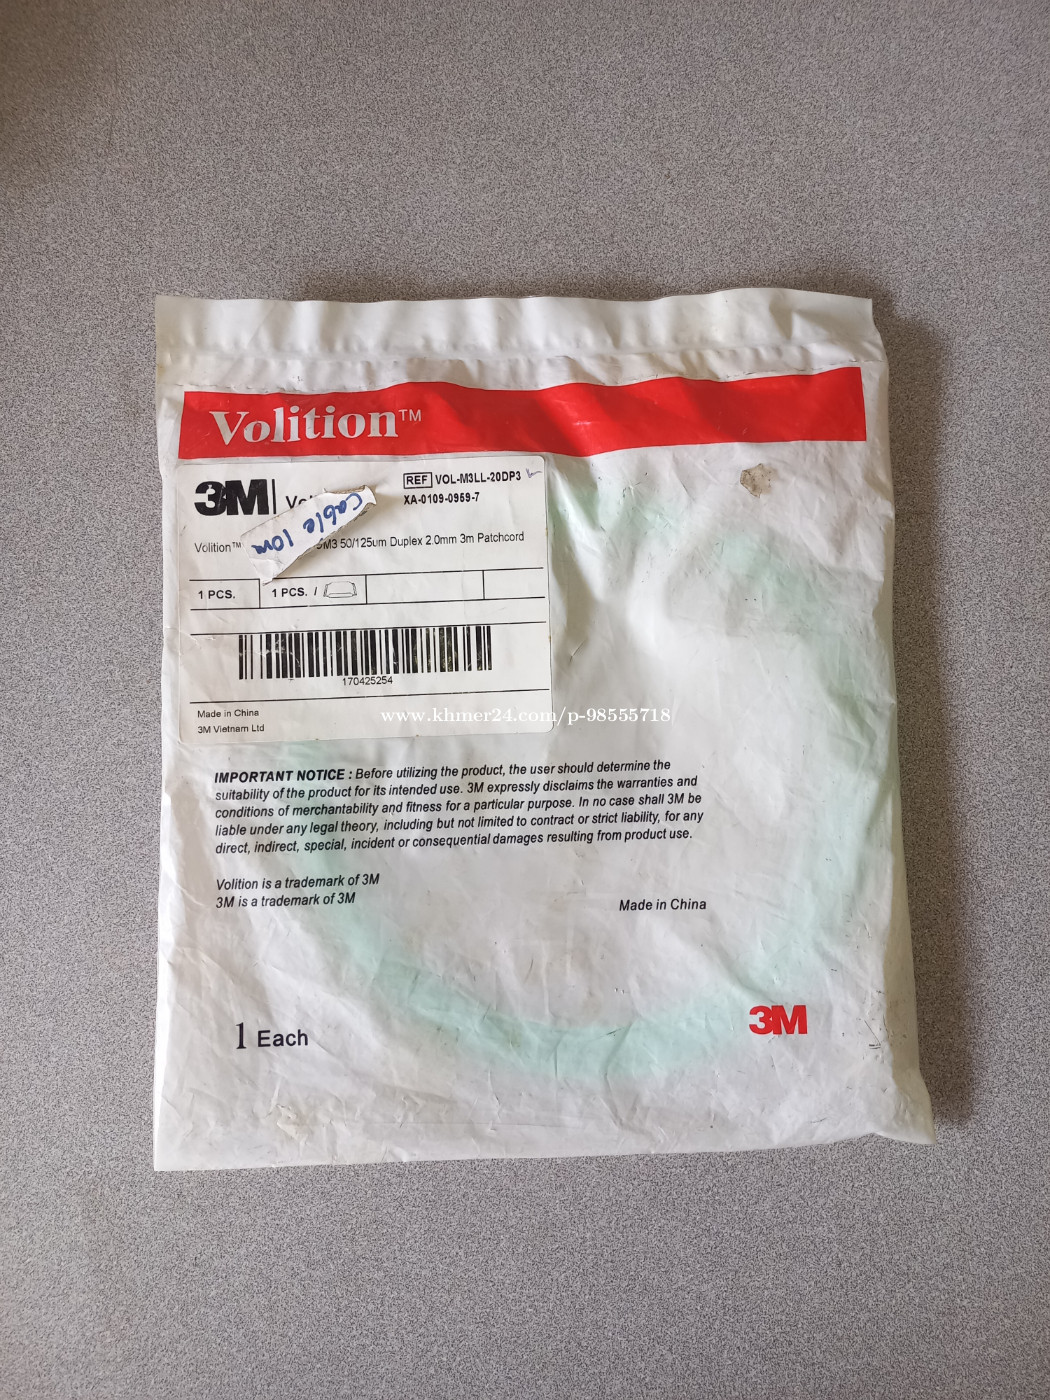 Volition™
3M
REF VOL-M3LL-20DP3
XA-0109-0969-7
cable 10m
Volition™ OM3 50/125um Duplex 2.0mm 3m Patchcord
1 PCS.
1 PCS. /
170425254
Made in China
3M Vietnam Ltd
www.khmer24.com/p-98555718
IMPORTANT NOTICE : Before utilizing the product, the user should determine the
suitability of the product for its intended use. 3M expressly disclaims the warranties and
conditions of merchantability and fitness for a particular purpose. In no case shall 3M be
liable under any legal theory, including but not limited to contract or strict liability, for any
direct, indirect, special, incident or consequential damages resulting from product use.
Volition is a trademark of 3M
3M is a trademark of 3M
Made in China
1 Each
3M